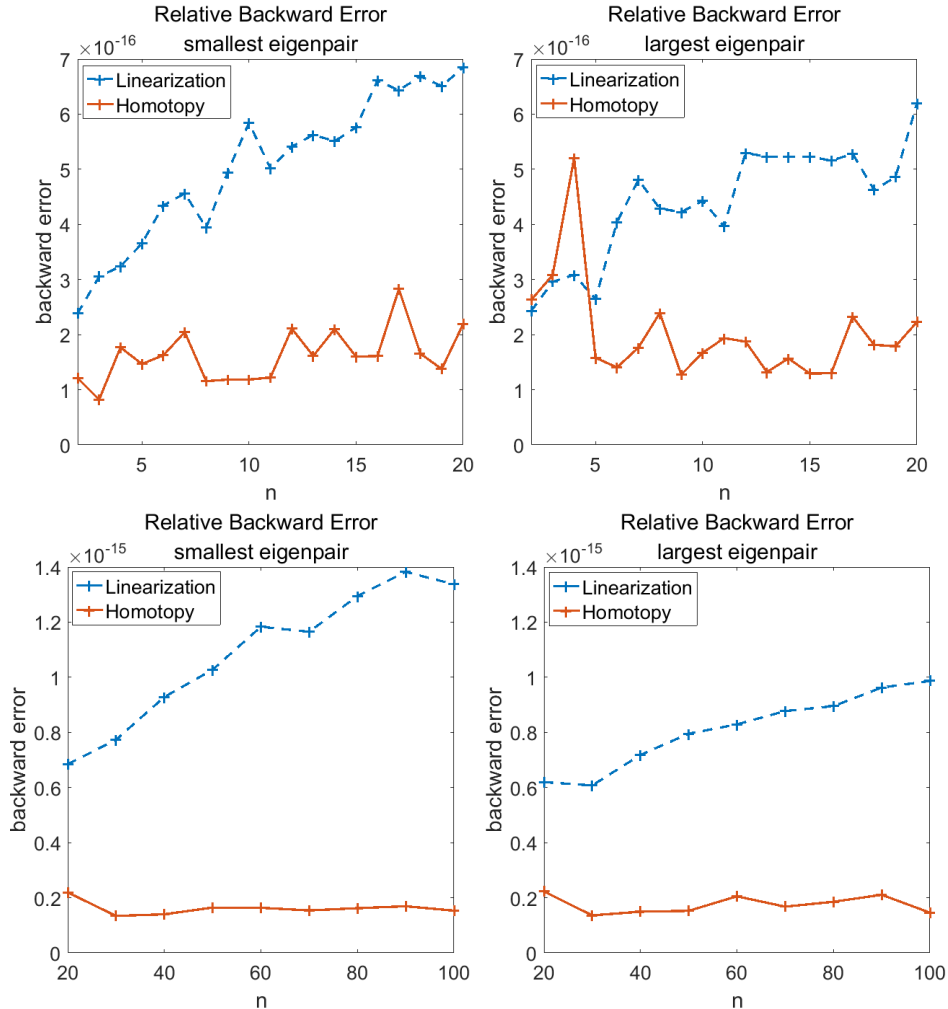 Relative Backward Error
smallest eigenpair
×10⁻¹⁶
7
6
5
4
3
2
1
0
Linearization
Homotopy
backward error
5
10
15
20
n
Relative Backward Error
largest eigenpair
×10⁻¹⁶
7
6
5
4
3
2
1
0
Linearization
Homotopy
backward error
5
10
15
20
n
Relative Backward Error
smallest eigenpair
×10⁻¹⁵
1.4
1.2
1
0.8
0.6
0.4
0.2
0
Linearization
Homotopy
backward error
20
40
60
80
100
n
Relative Backward Error
largest eigenpair
×10⁻¹⁵
1.4
1.2
1
0.8
0.6
0.4
0.2
0
Linearization
Homotopy
backward error
20
40
60
80
100
n